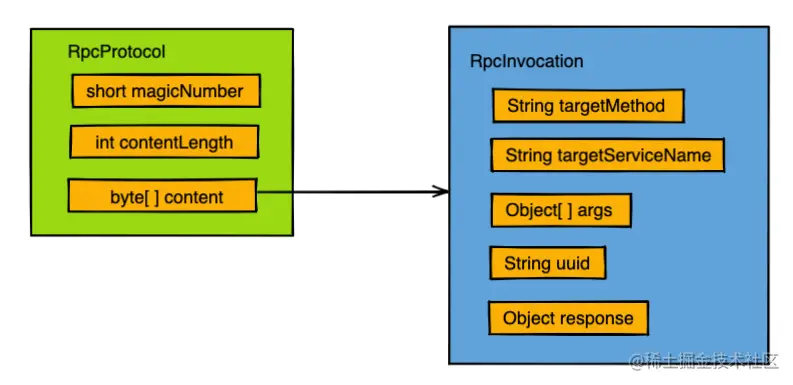 RpcProtocol
short magicNumber
int contentLength
byte[ ] content
RpcInvocation
String targetMethod
String targetServiceName
Object[ ] args
String uuid
Object response
@稀土掘金技术社区